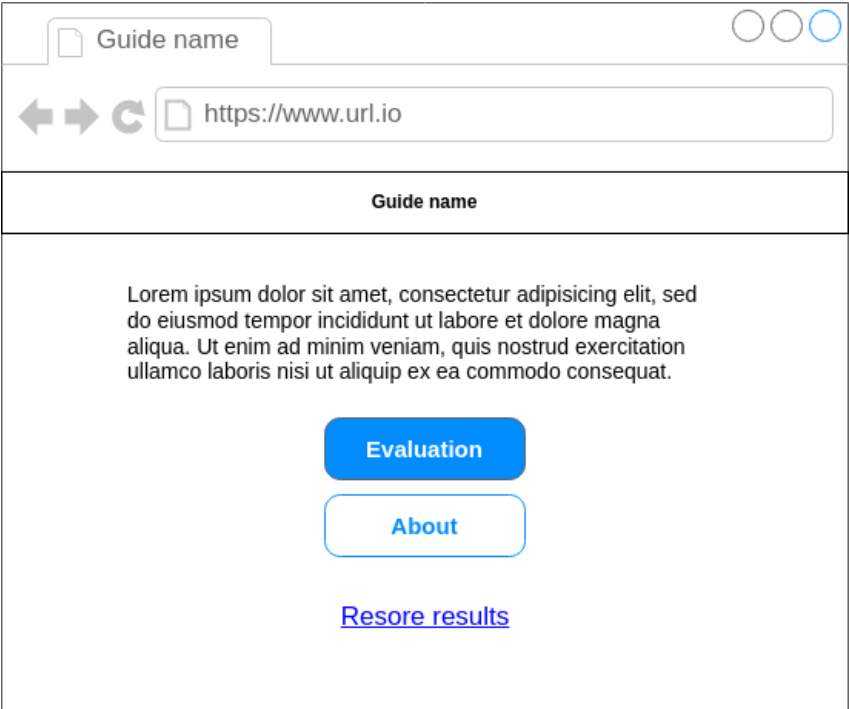 Guide name
https://www.url.io
Guide name
Lorem ipsum dolor sit amet, consectetur adipisicing elit, sed
do eiusmod tempor incididunt ut labore et dolore magna
aliqua. Ut enim ad minim veniam, quis nostrud exercitation
ullamco laboris nisi ut aliquip ex ea commodo consequat.
Evaluation
About
Resore results